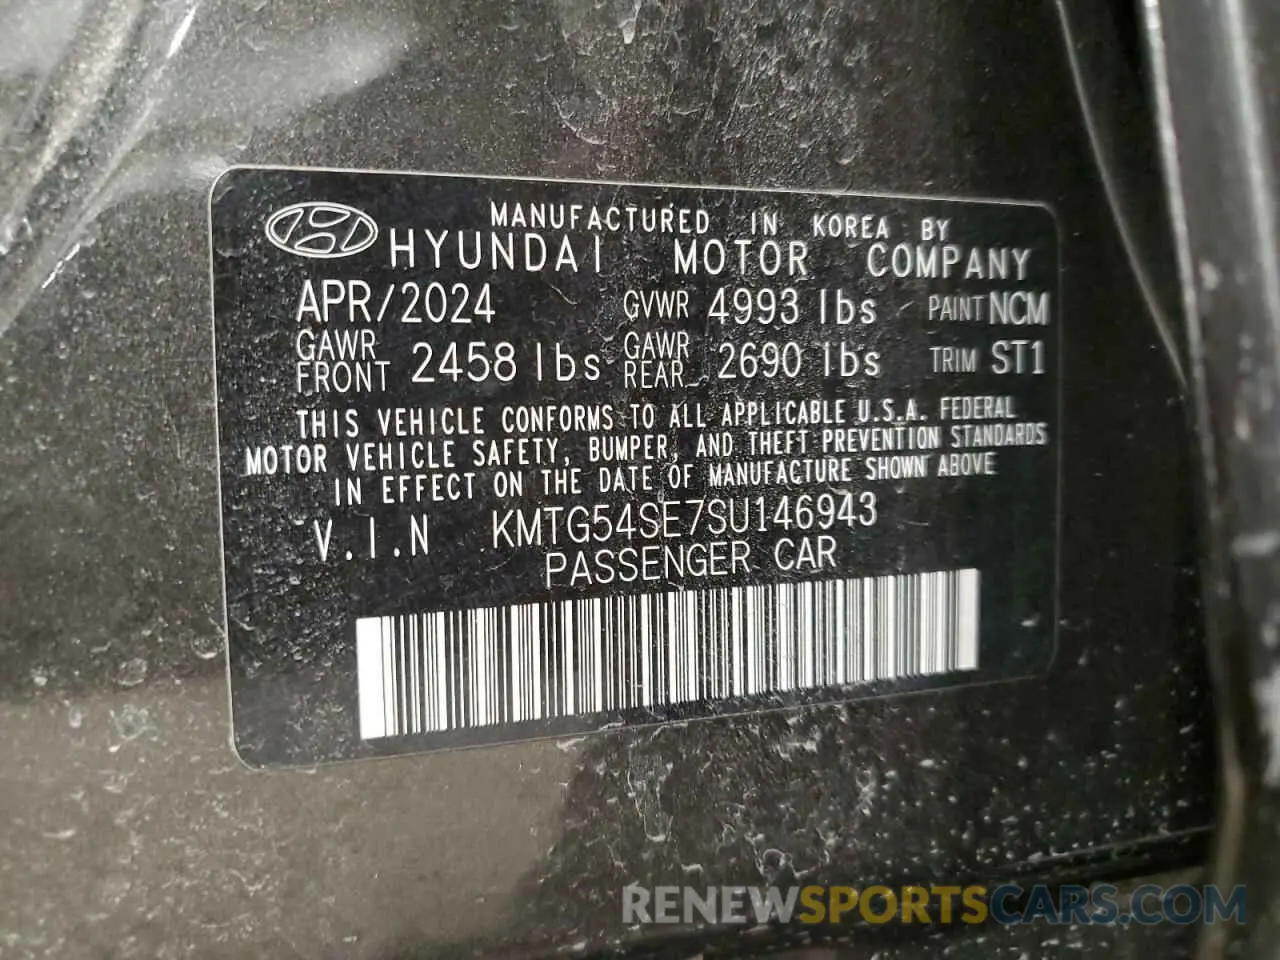 MANUFACTURED IN KOREA BY
HYUNDAI MOTOR COMPANY
APR/2024 GVWR 4993 lbs PAINT NCM
GAWR FRONT 2458 lbs GAWR REAR 2690 lbs TRIM ST1
THIS VEHICLE CONFORMS TO ALL APPLICABLE U.S.A. FEDERAL
MOTOR VEHICLE SAFETY, BUMPER, AND THEFT PREVENTION STANDARDS
IN EFFECT ON THE DATE OF MANUFACTURE SHOWN ABOVE
V.I.N KMTG54SE7SU146943
PASSENGER CAR
RENEWSPORTSCARS.COM